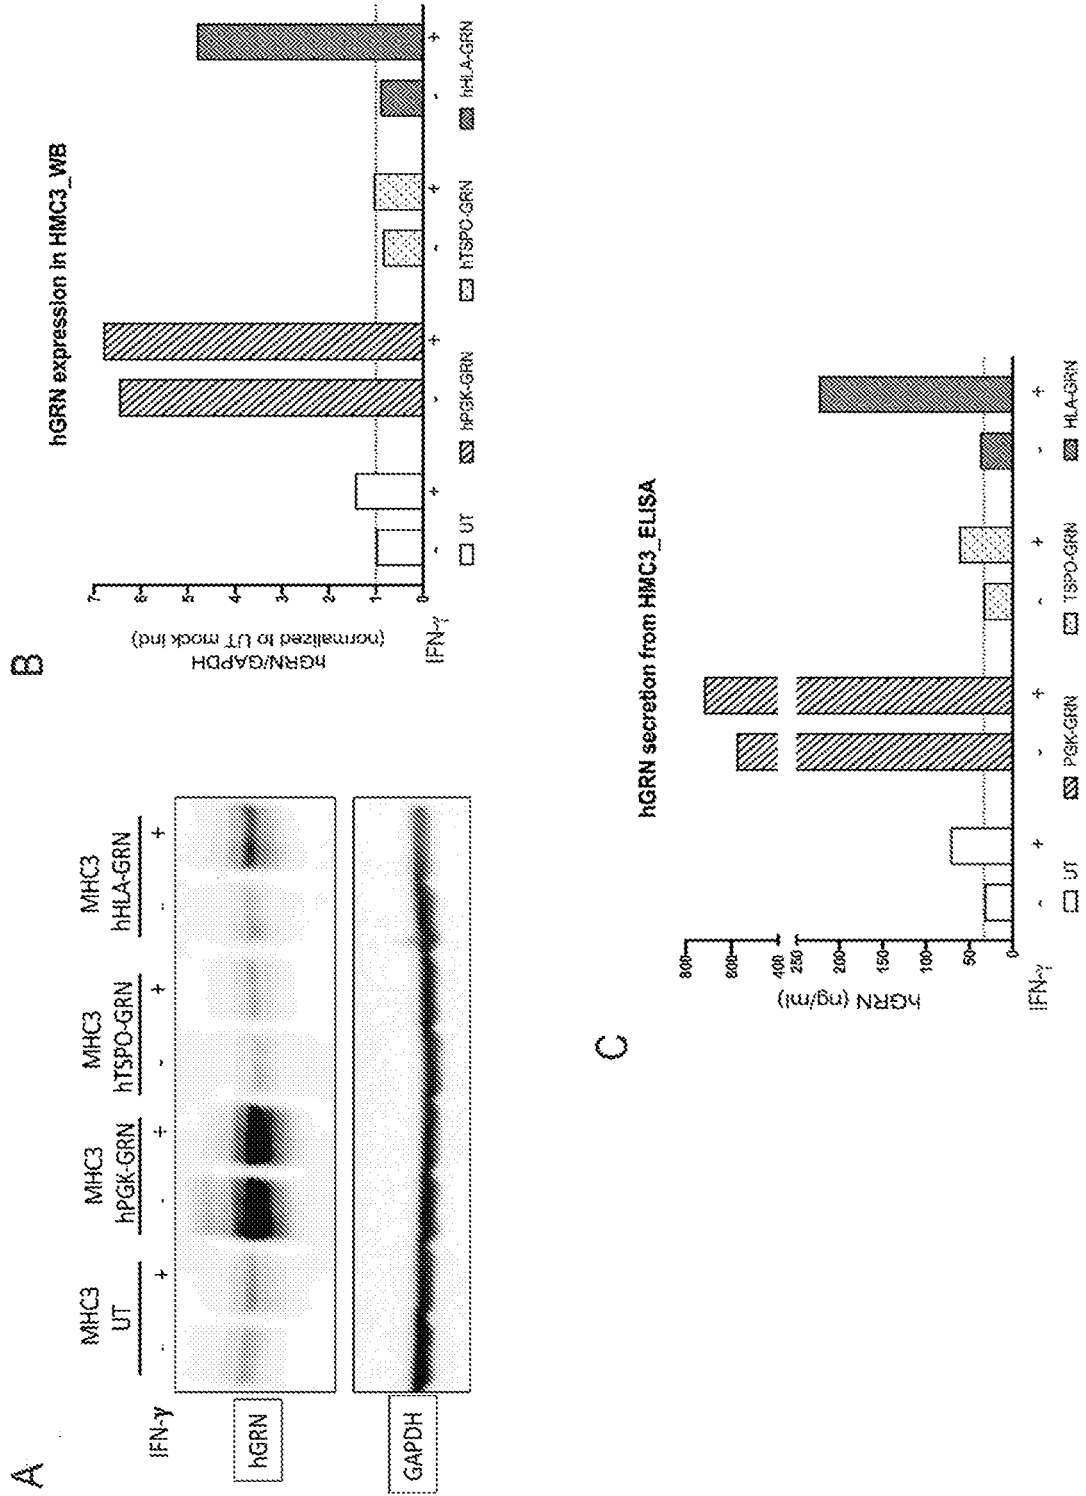 A
MHC3 MHC3 MHC3 MHC3
UT hPGK-GRN hTSPO-GRN hHLA-GRN
IFN-γ - + - + - + - +
hGRN
GAPDH
B
hGRN expression in HMC3_WB
hGRN/GAPDH
(normalized to UT mock ind)
7
6
5
4
3
2
1
0
IFN-γ - + - + - + - +
UT hPGK-GRN hTSPO-GRN hHLA-GRN
C
hGRN secretion from HMC3_ELISA
hGRN (ng/ml)
800
600
400
250
200
150
100
50
0
IFN-γ - + - + - + - +
UT PGK-GRN TSPO-GRN HLA-GRN